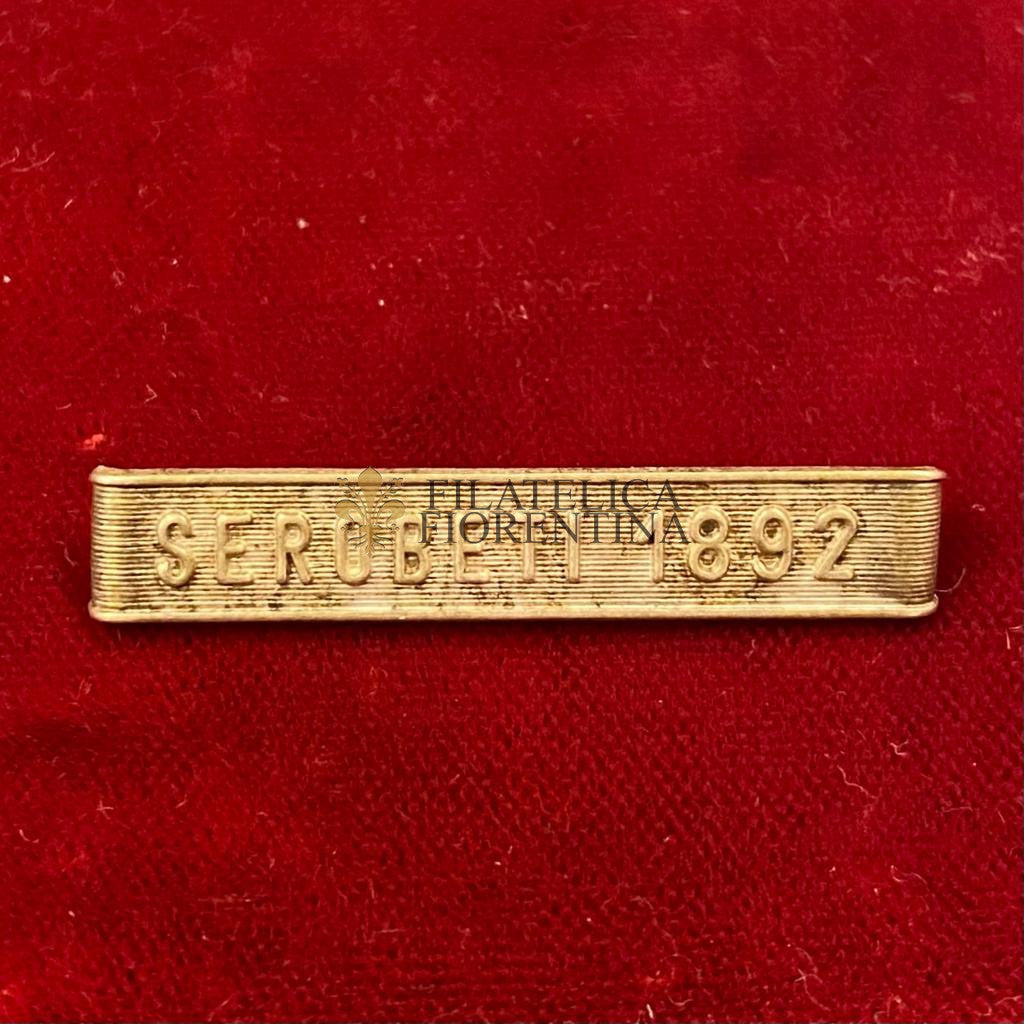 FILATELICA
FIORENTINA
SEROBETI 1892